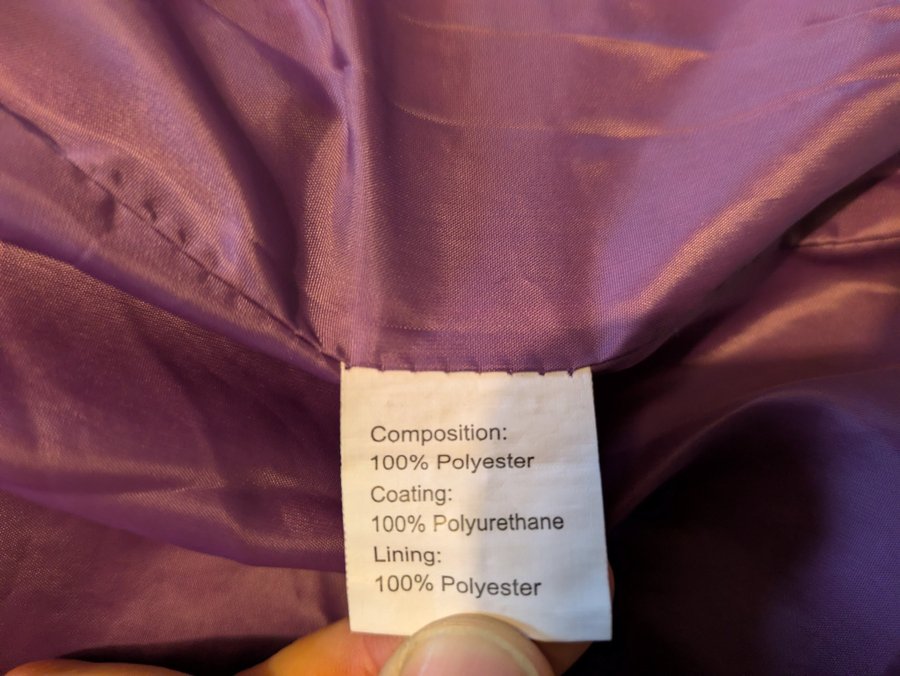 Composition:
100% Polyester
Coating:
100% Polyurethane
Lining:
100% Polyester